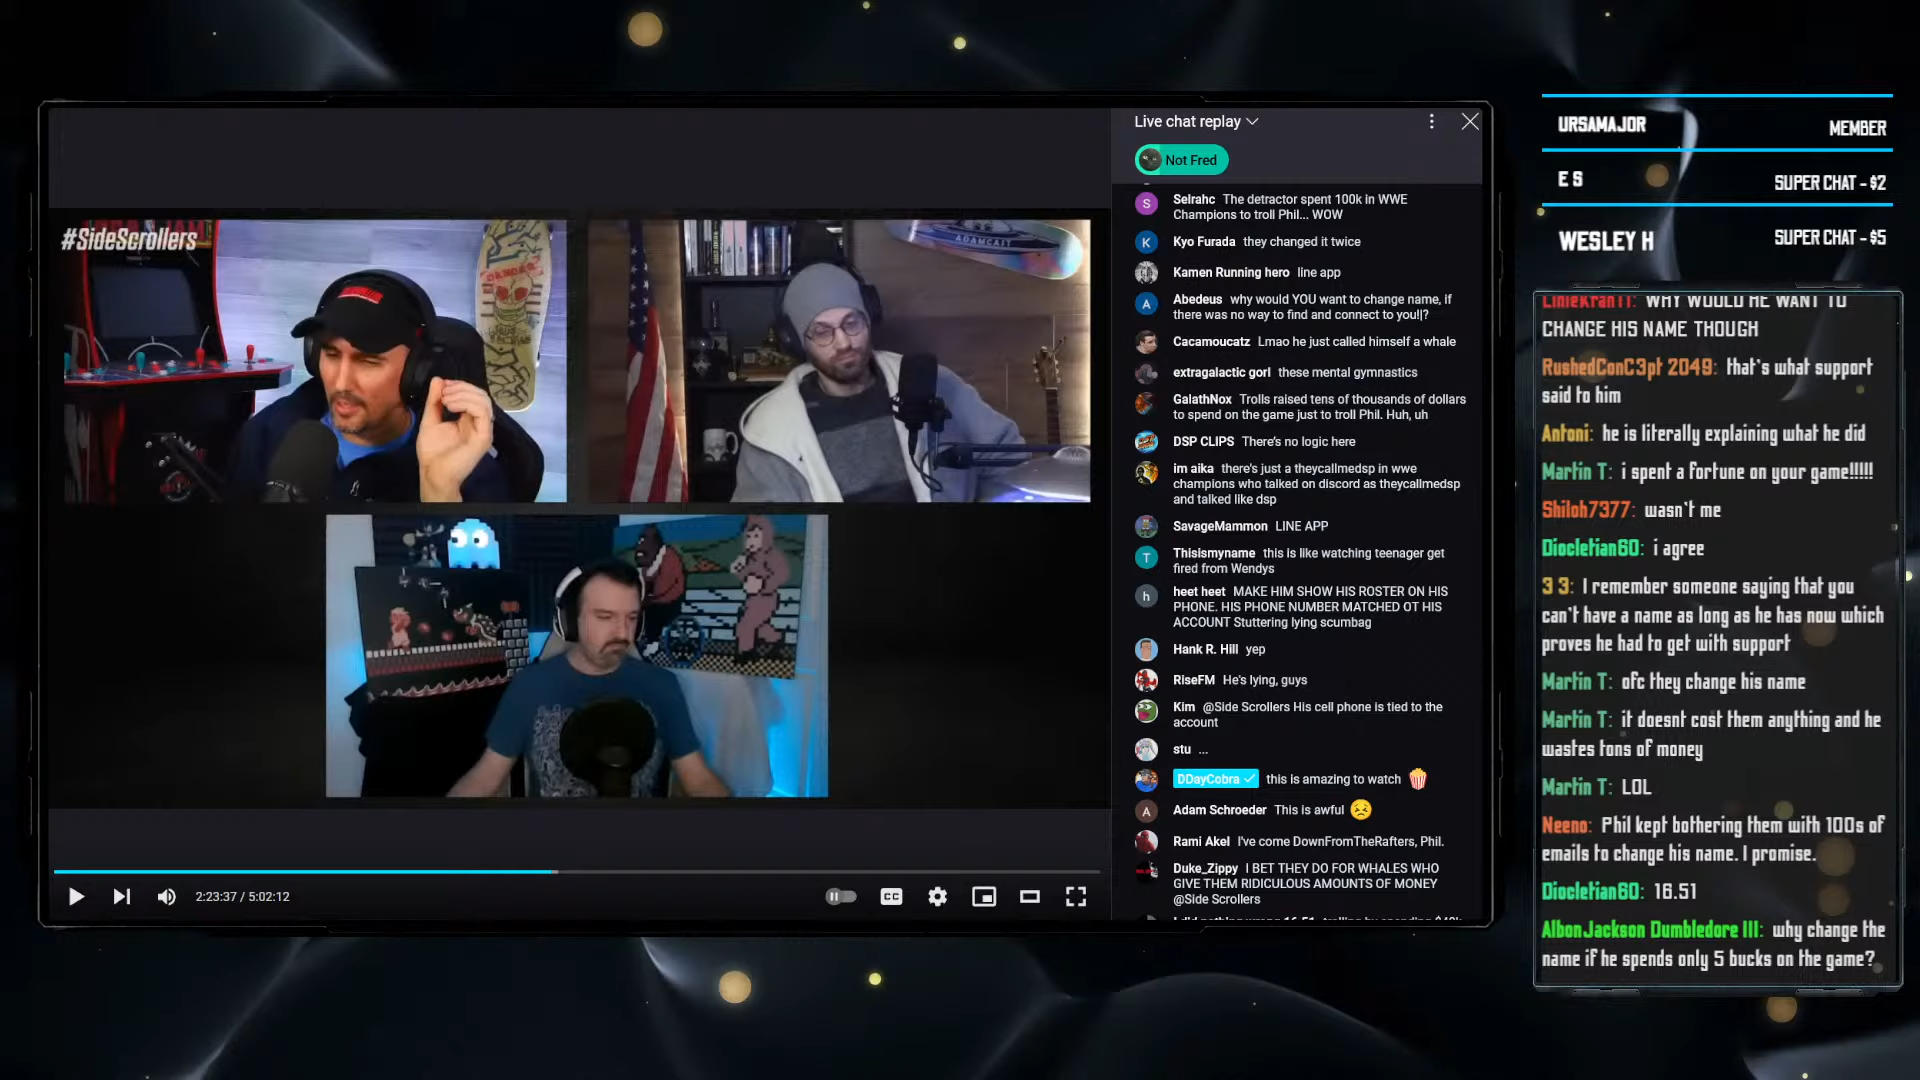 #SideScrollers
ADAMCAST
Live chat replay
Not Fred
S
Selrahc The detractor spent 100k in WWE
Champions to troll Phil... WOW
K
Kyo Furada they changed it twice
Kamen Running hero line app
A
Abedeus why would YOU want to change name, if
there was no way to find and connect to you!|?
Cacamoucatz Lmao he just called himself a whale
extragalactic gorl these mental gymnastics
GalathNox Trolls raised tens of thousands of dollars
to spend on the game just to troll Phil. Huh, uh
DSP CLIPS There's no logic here
im aika there's just a theycallmedsp in wwe
champions who talked on discord as theycallmedsp
and talked like dsp
SavageMammon LINE APP
T
Thisismyname this is like watching teenager get
fired from Wendys
h
heet heet MAKE HIM SHOW HIS ROSTER ON HIS
PHONE. HIS PHONE NUMBER MATCHED OT HIS
ACCOUNT Stuttering lying scumbag
Hank R. Hill yep
RiseFM He's lying, guys
Kim @Side Scrollers His cell phone is tied to the
account
stu ...
DDayCobra this is amazing to watch 🍿
A
Adam Schroeder This is awful 😣
Rami Akel I've come DownFromTheRafters, Phil.
Duke_Zippy I BET THEY DO FOR WHALES WHO
GIVE THEM RIDICULOUS AMOUNTS OF MONEY
@Side Scrollers
2:23:37 / 5:02:12
CC
URSAMAJOR MEMBER
E S SUPER CHAT - $2
WESLEY H SUPER CHAT - $5
WHY WOULD HE WANT TO
CHANGE HIS NAME THOUGH
RushedConC3pt 2049: that's what support
said to him
Antoni: he is literally explaining what he did
Martin T: i spent a fortune on your game!!!!!
Shiloh7377: wasn't me
Diocletian60: i agree
3 3: I remember someone saying that you
can't have a name as long as he has now which
proves he had to get with support
Martin T: ofc they change his name
Martin T: it doesnt cost them anything and he
wastes tons of money
Martin T: LOL
Neeno: Phil kept bothering them with 100s of
emails to change his name. I promise.
Diocletian60: 16.51
AlbonJackson Dumbledore III: why change the
name if he spends only 5 bucks on the game?